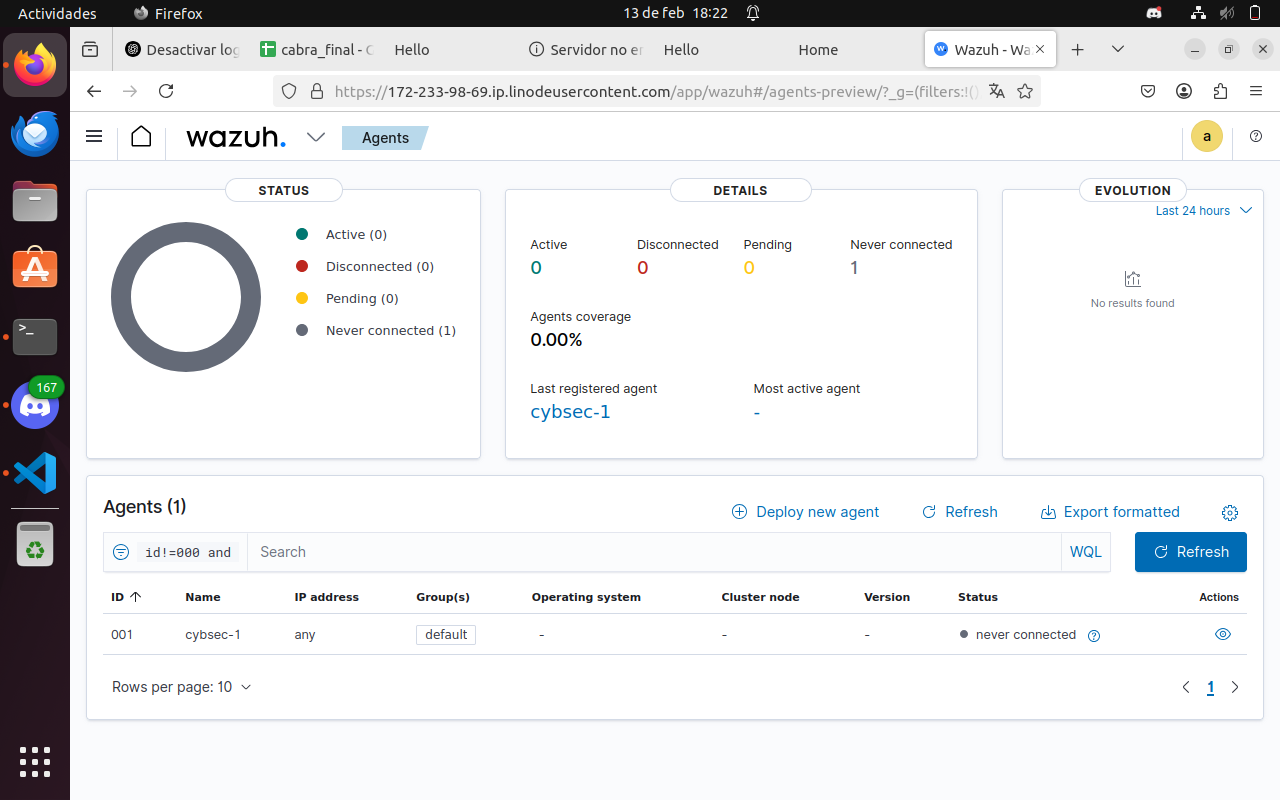 Actividades Firefox 13 de feb 18:22
Desactivar log cabra_final - C Hello Servidor no en Hello Home Wazuh - Wa
https://172-233-98-69.ip.linodeusercontent.com/app/wazuh#/agents-preview/?_g=(filters:!()
wazuh. Agents a
STATUS
Active (0)
Disconnected (0)
Pending (0)
Never connected (1)
DETAILS
Active Disconnected Pending Never connected
0 0 0 1
Agents coverage
0.00%
Last registered agent Most active agent
cybsec-1 -
EVOLUTION
Last 24 hours
No results found
167
Agents (1)
Deploy new agent Refresh Export formatted
id!=000 and Search WQL Refresh
ID Name IP address Group(s) Operating system Cluster node Version Status Actions
001 cybsec-1 any default - - - never connected
Rows per page: 10 1